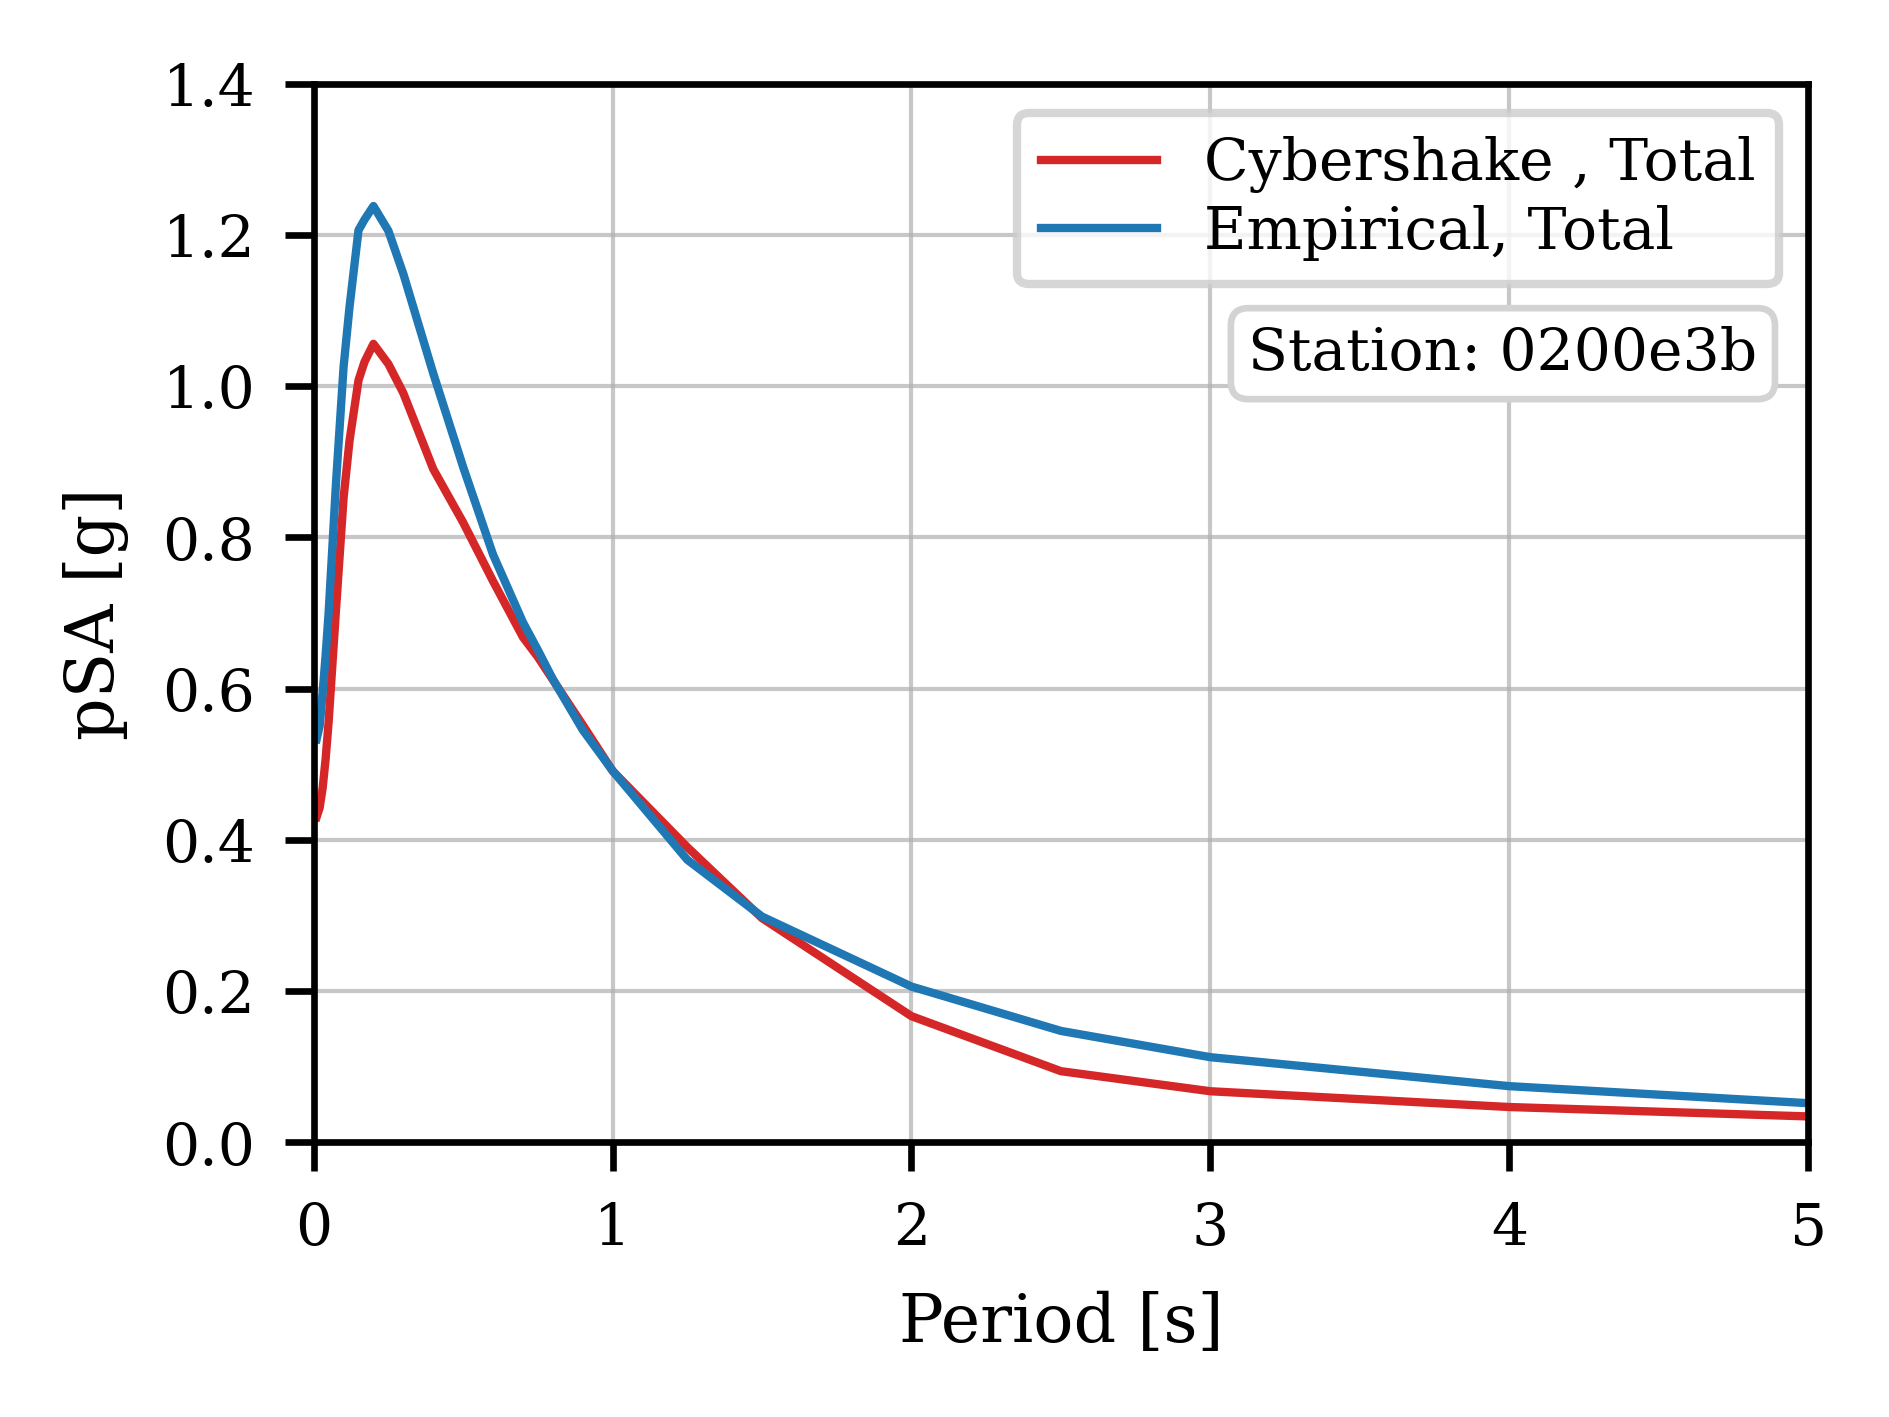 1.4
1.2
1.0
0.8
0.6
0.4
0.2
0.0
pSA [g]
Cybershake , Total
Empirical, Total
Station: 0200e3b
0 1 2 3 4 5
Period [s]